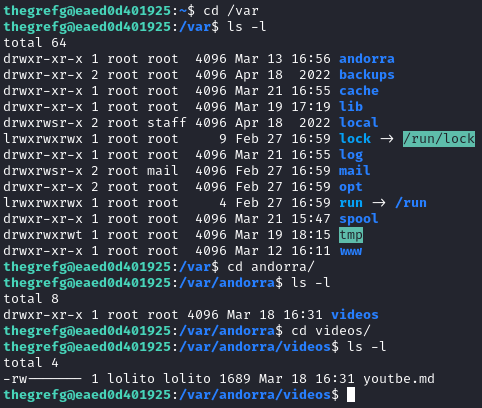 thegrefg@eaed0d401925:~$ cd /var
thegrefg@eaed0d401925:/var$ ls -l
total 64
drwxr-xr-x 1 root root  4096 Mar 13 16:56 andorra
drwxr-xr-x 2 root root  4096 Apr 18  2022 backups
drwxr-xr-x 1 root root  4096 Mar 21 16:55 cache
drwxr-xr-x 1 root root  4096 Mar 19 17:19 lib
drwxrwsr-x 2 root staff 4096 Apr 18  2022 local
lrwxrwxrwx 1 root root     9 Feb 27 16:59 lock -> /run/lock
drwxr-xr-x 1 root root  4096 Mar 21 16:55 log
drwxrwsr-x 2 root mail  4096 Feb 27 16:59 mail
drwxr-xr-x 2 root root  4096 Feb 27 16:59 opt
lrwxrwxrwx 1 root root     4 Feb 27 16:59 run -> /run
drwxr-xr-x 1 root root  4096 Mar 21 15:47 spool
drwxrwxrwt 1 root root  4096 Mar 19 18:15 tmp
drwxr-xr-x 1 root root  4096 Mar 12 16:11 www
thegrefg@eaed0d401925:/var$ cd andorra/
thegrefg@eaed0d401925:/var/andorra$ ls -l
total 8
drwxr-xr-x 1 root root 4096 Mar 18 16:31 videos
thegrefg@eaed0d401925:/var/andorra$ cd videos/
thegrefg@eaed0d401925:/var/andorra/videos$ ls -l
total 4
-rw------- 1 lolito lolito 1689 Mar 18 16:31 youtbe.md
thegrefg@eaed0d401925:/var/andorra/videos$